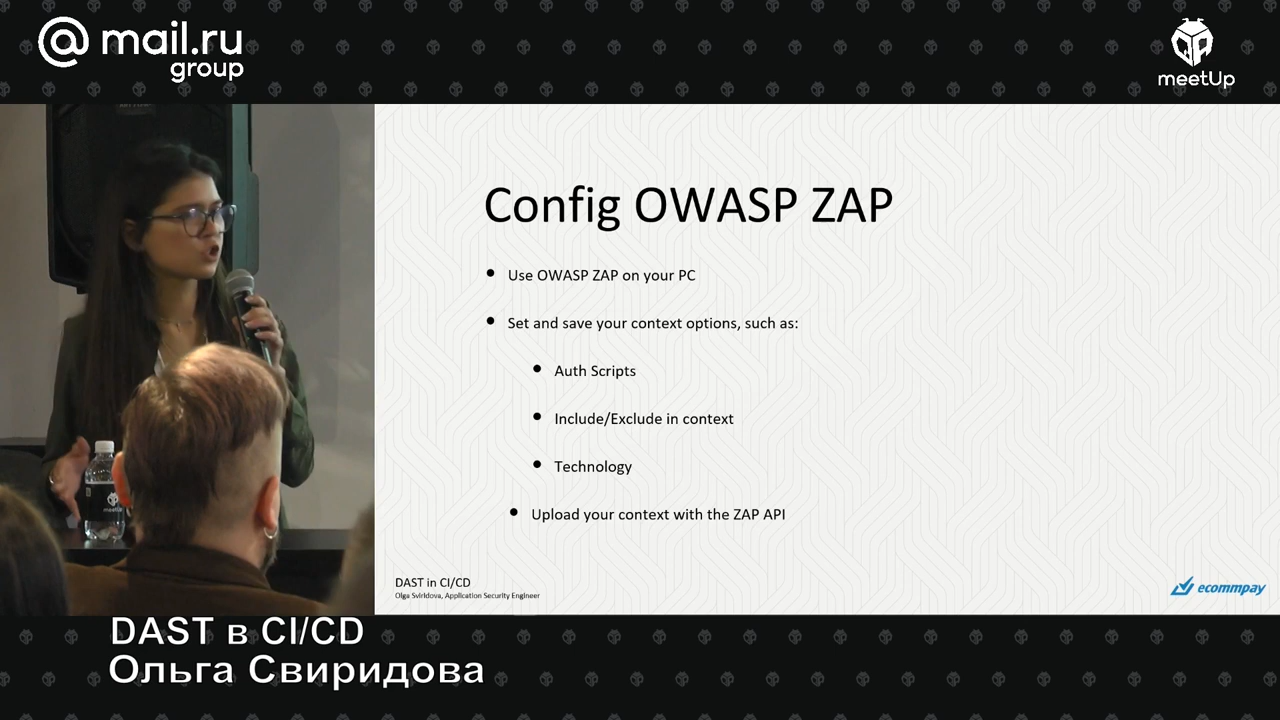 @mail.ru
group
meetUp
Config OWASP ZAP
Use OWASP ZAP on your PC
Set and save your context options, such as:
Auth Scripts
Include/Exclude in context
Technology
Upload your context with the ZAP API
DAST in CI/CD
Olga Sviridova, Application Security Engineer
ecommpay
meetUp
DAST в CI/CD
Ольга Свиридова